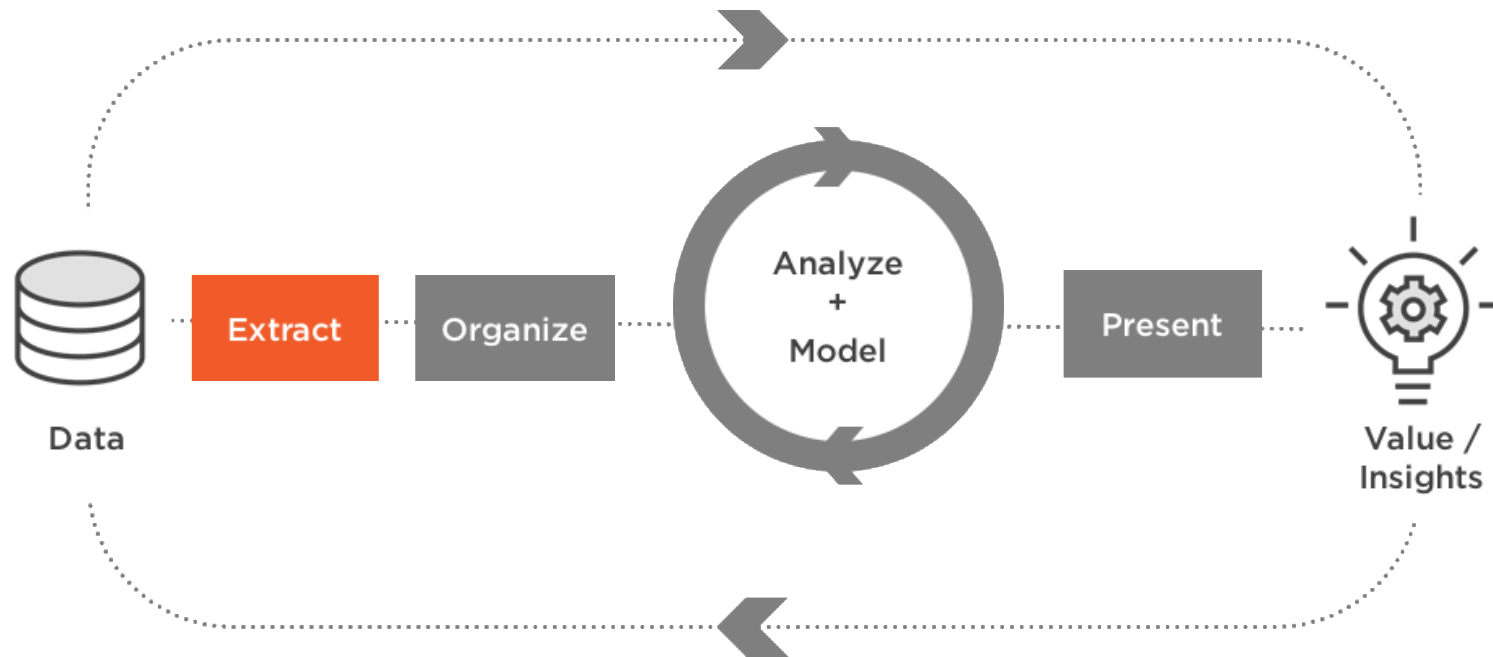 Data
Extract
Organize
Analyze
+
Model
Present
Value /
Insights